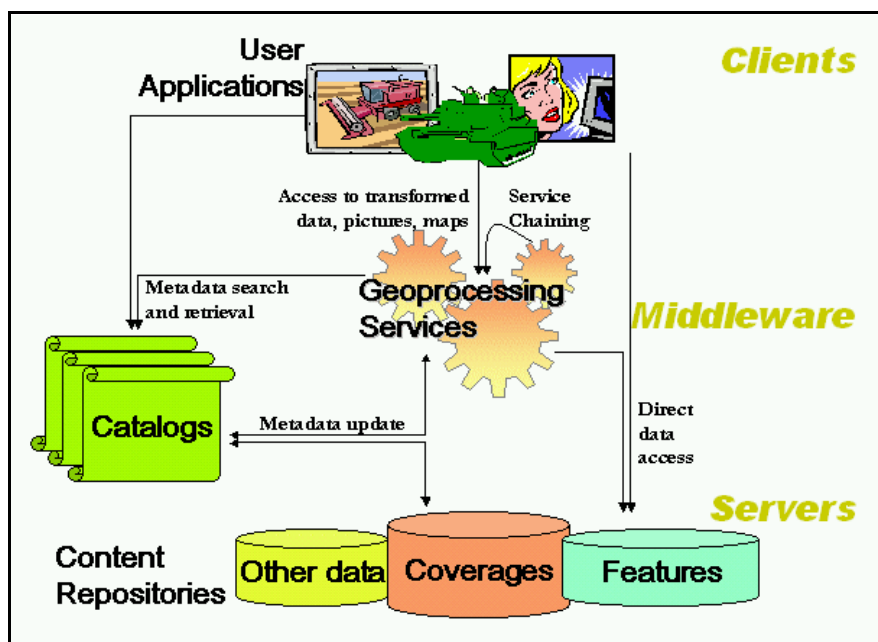 User
Applications
Clients
Access to transformed
data, pictures, maps
Service
Chaining
Metadata search
and retrieval
Geoprocessing
Services
Middleware
Catalogs
Metadata update
Direct
data
access
Servers
Content
Repositories
Other data
Coverages
Features